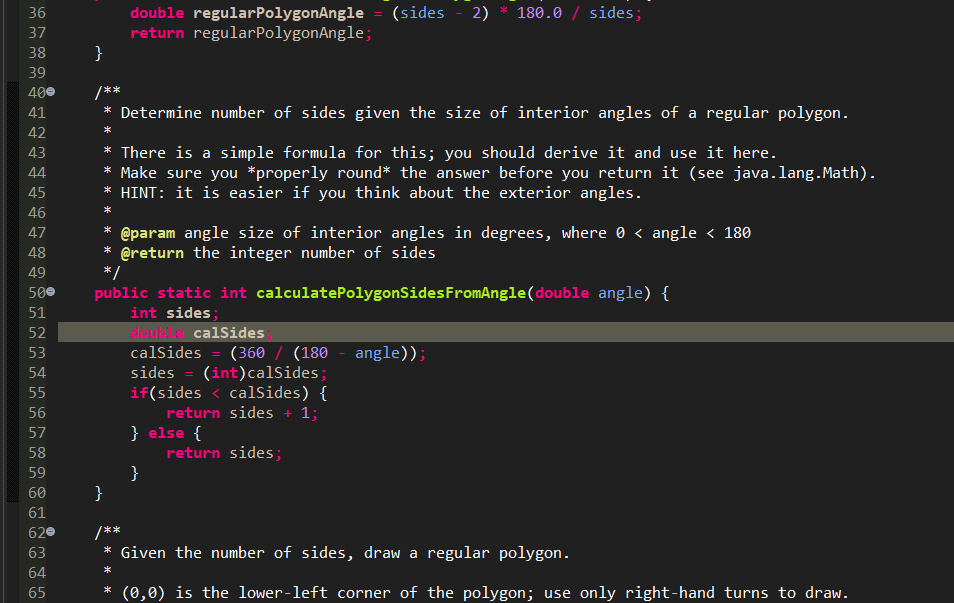 36 double regularPolygonAngle = (sides - 2) * 180.0 / sides;
37 return regularPolygonAngle;
38 }
39
40 /**
41 * Determine number of sides given the size of interior angles of a regular polygon.
42 *
43 * There is a simple formula for this; you should derive it and use it here.
44 * Make sure you *properly round* the answer before you return it (see java.lang.Math).
45 * HINT: it is easier if you think about the exterior angles.
46 *
47 * @param angle size of interior angles in degrees, where 0 < angle < 180
48 * @return the integer number of sides
49 */
50 public static int calculatePolygonSidesFromAngle(double angle) {
51 int sides;
52 double calSides;
53 calSides = (360 / (180 - angle));
54 sides = (int)calSides;
55 if(sides < calSides) {
56 return sides + 1;
57 } else {
58 return sides;
59 }
60 }
61
62 /**
63 * Given the number of sides, draw a regular polygon.
64 *
65 * (0,0) is the lower-left corner of the polygon; use only right-hand turns to draw.